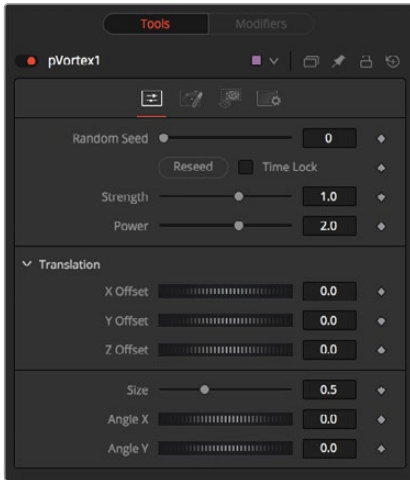 Tools Modifiers
pVortex1
Random Seed 0
Reseed Time Lock
Strength 1.0
Power 2.0
Translation
X Offset 0.0
Y Offset 0.0
Z Offset 0.0
Size 0.5
Angle X 0.0
Angle Y 0.0